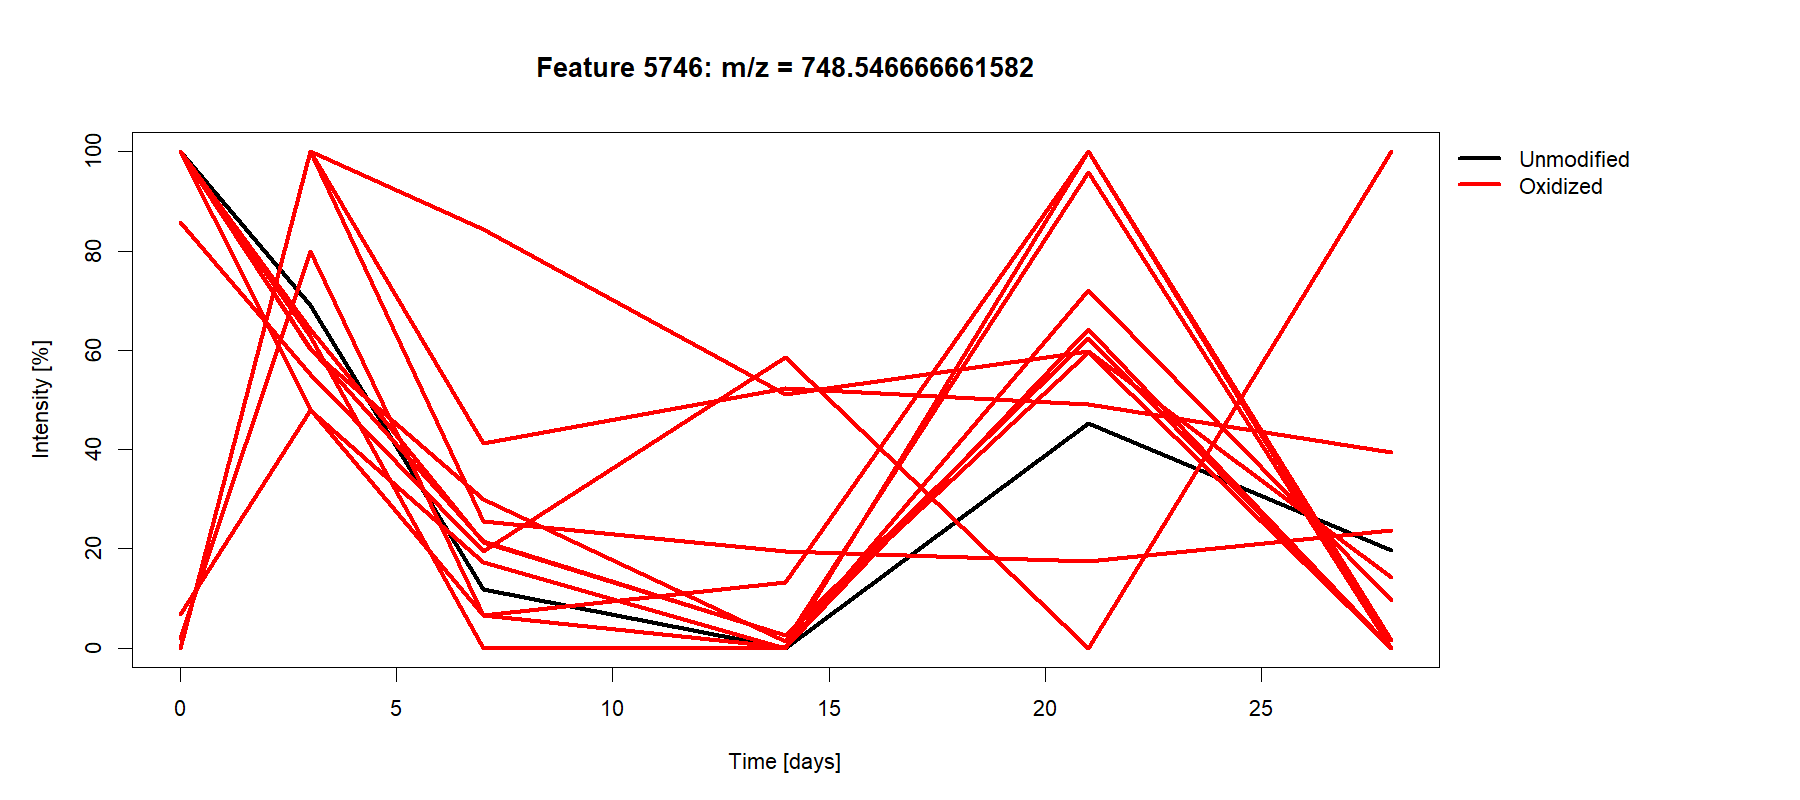 Feature 5746: m/z = 748.546666661582
Unmodified
Oxidized
Intensity [%]
100
80
60
40
20
0
0 5 10 15 20 25
Time [days]